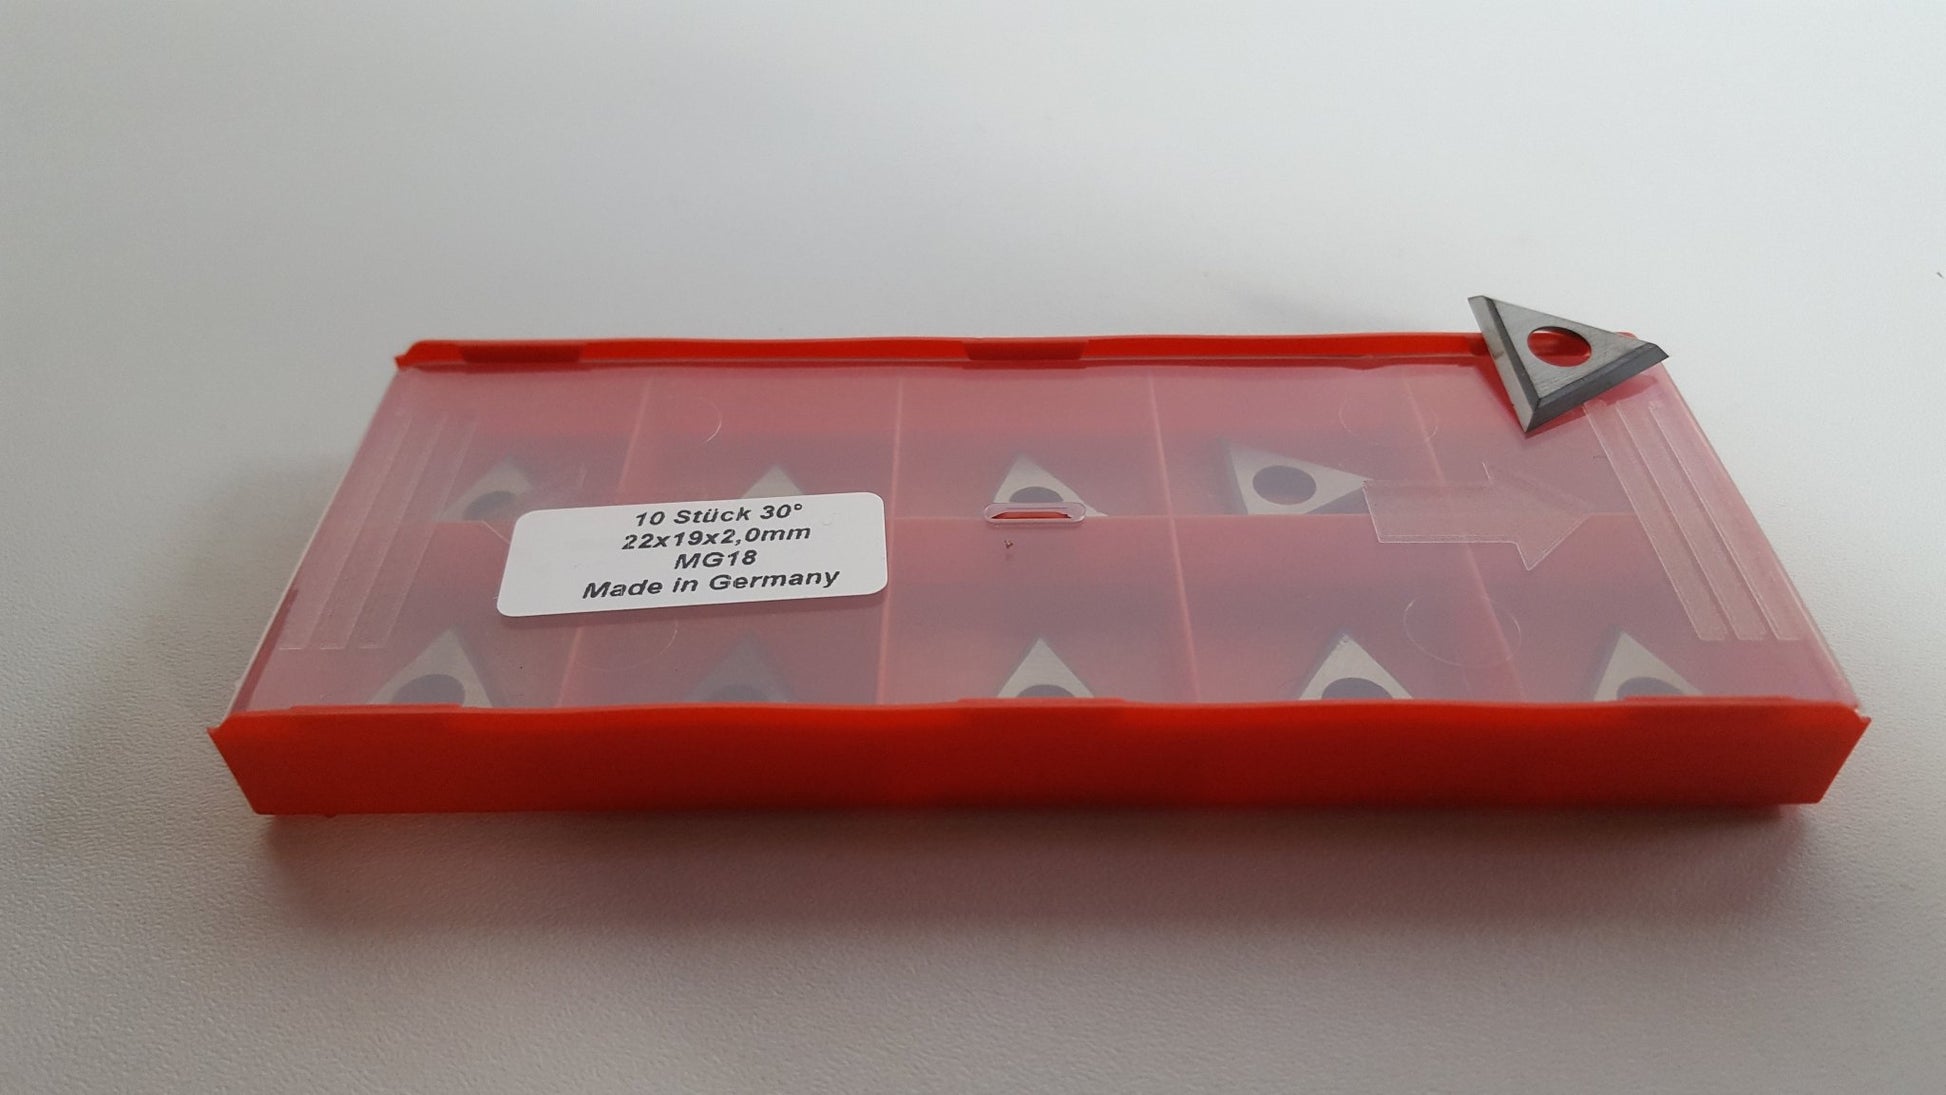 10 Stück 30°
22x19x2,0mm
MG18
Made in Germany